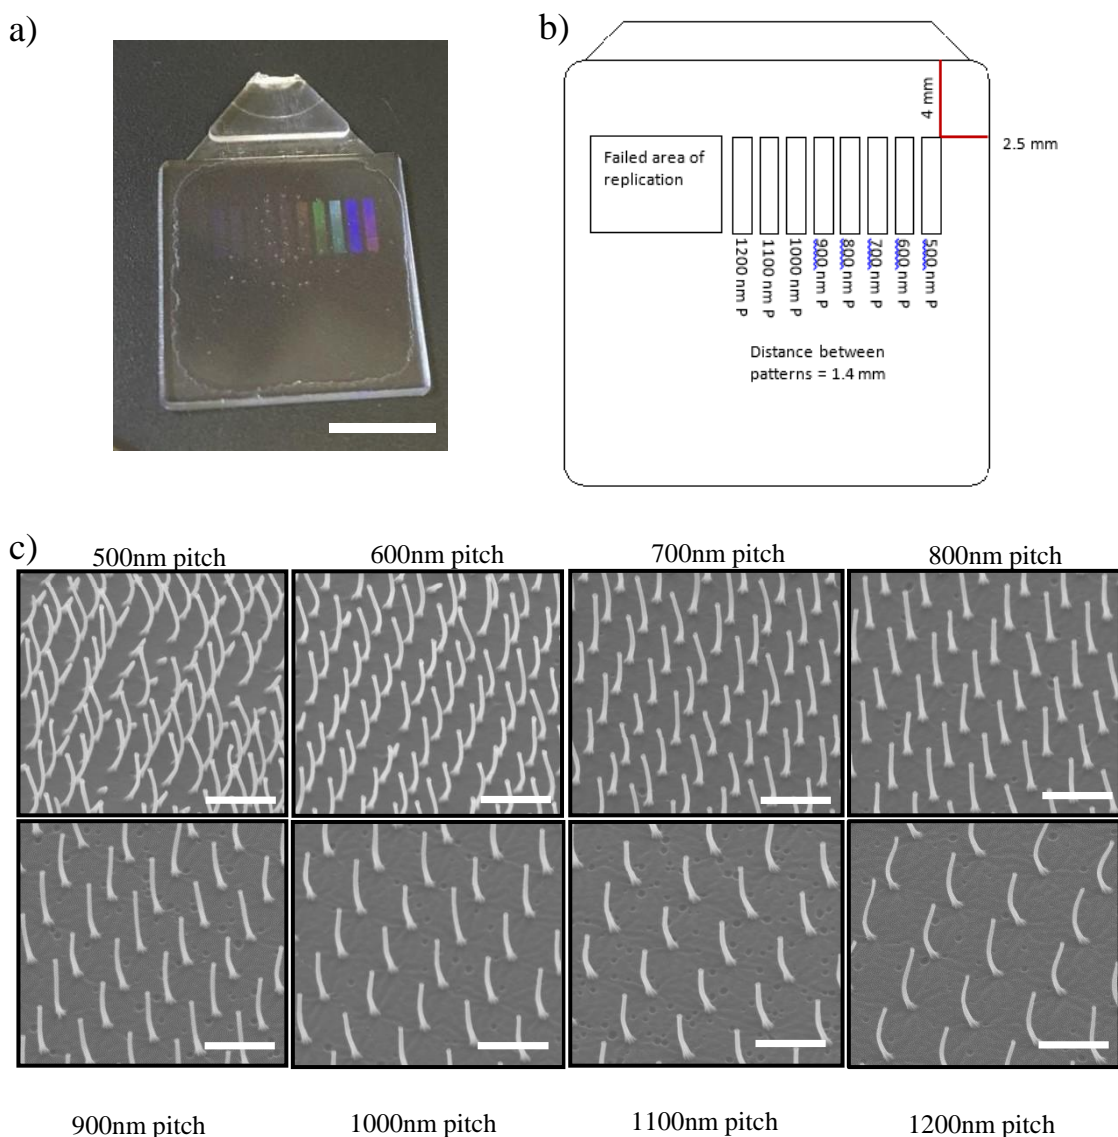 a)
b)
4 mm
2.5 mm
Failed area of
replication
1200 nm P
1100 nm P
1000 nm P
900 nm P
800 nm P
700 nm P
600 nm P
500 nm P
Distance between
patterns = 1.4 mm
c)
500nm pitch
600nm pitch
700nm pitch
800nm pitch
900nm pitch
1000nm pitch
1100nm pitch
1200nm pitch